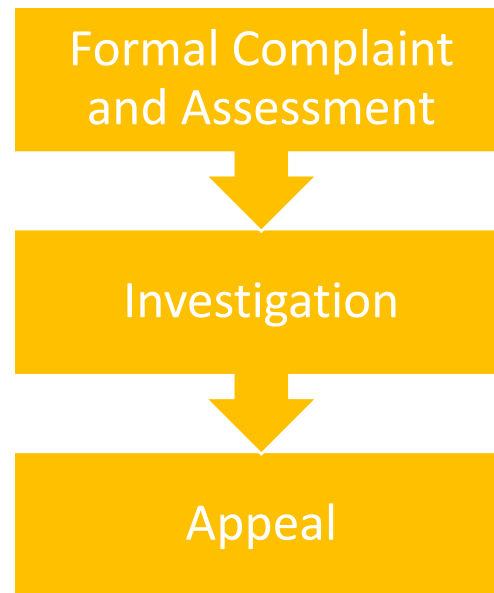 Formal Complaint
and Assessment
Investigation
Appeal